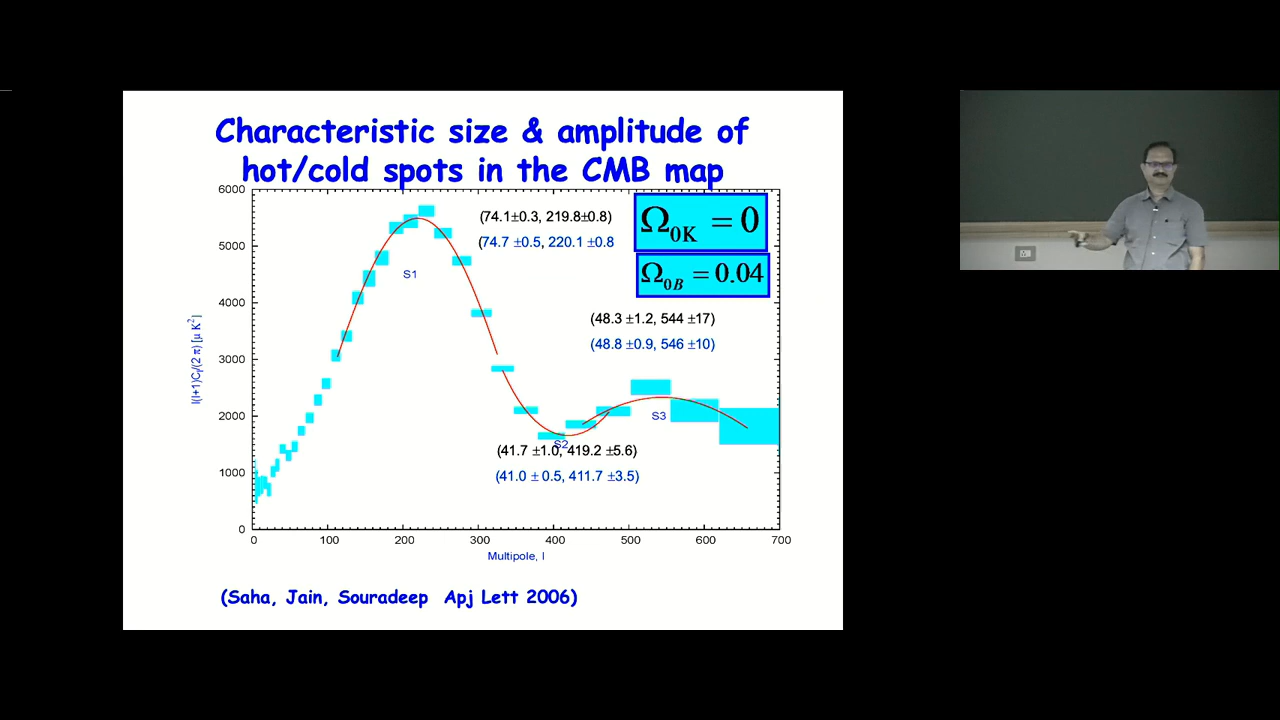 Characteristic size & amplitude of
hot/cold spots in the CMB map
6000
5000
4000
3000
2000
1000
0
l(l+1)Cₗ/(2 π) [μ K²]
(74.1±0.3, 219.8±0.8)
(74.7 ±0.5, 220.1 ±0.8
S1
Ω₀K = 0
Ω₀B = 0.04
(48.3 ±1.2, 544 ±17)
(48.8 ±0.9, 546 ±10)
S3
S2
(41.7 ±1.0, 419.2 ±5.6)
(41.0 ± 0.5, 411.7 ±3.5)
0 100 200 300 400 500 600 700
Multipole, l
(Saha, Jain, Souradeep Apj Lett 2006)